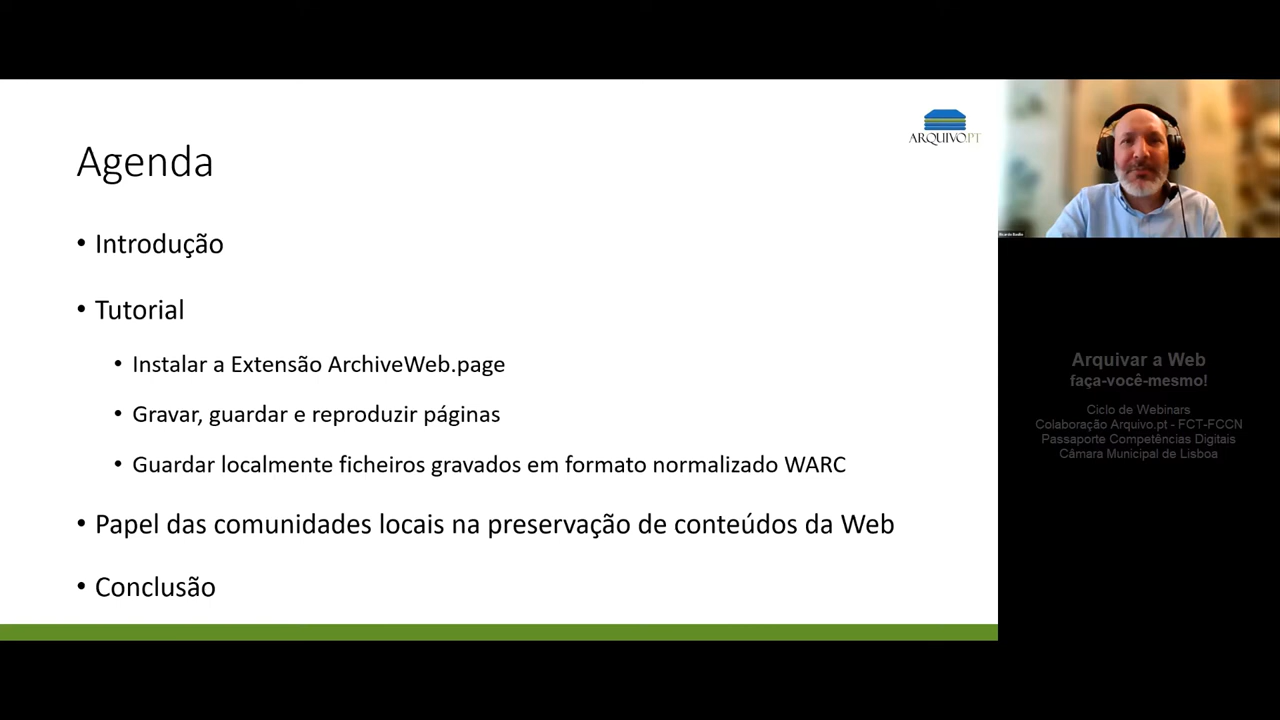 ARQUIVO.PT
Agenda
• Introdução
• Tutorial
• Instalar a Extensão ArchiveWeb.page
• Gravar, guardar e reproduzir páginas
• Guardar localmente ficheiros gravados em formato normalizado WARC
• Papel das comunidades locais na preservação de conteúdos da Web
• Conclusão
Arquivar a Web
faça-você-mesmo!
Ciclo de Webinars
Colaboração Arquivo.pt - FCT-FCCN
Passaporte Competências Digitais
Câmara Municipal de Lisboa